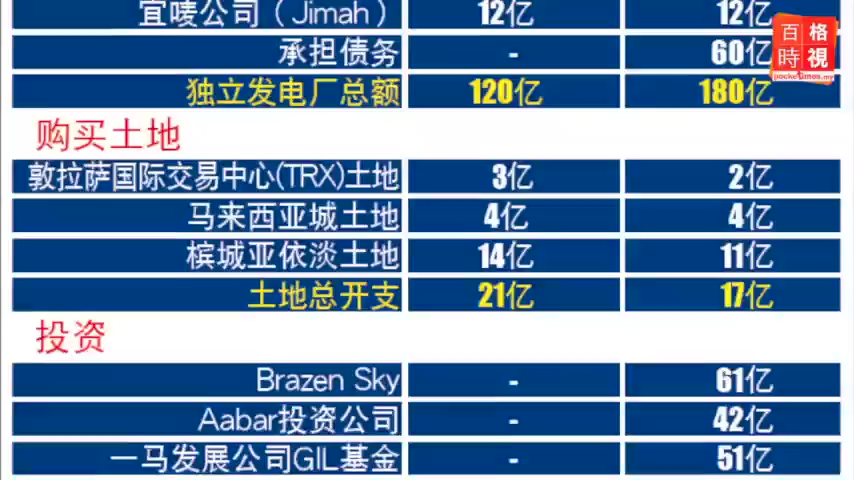 宜唛公司（Jimah） 12亿 12亿
承担债务 - 60亿
独立发电厂总额 120亿 180亿
购买土地
敦拉萨国际交易中心(TRX)土地 3亿 2亿
马来西亚城土地 4亿 4亿
槟城亚依淡土地 14亿 11亿
土地总开支 21亿 17亿
投资
Brazen Sky - 61亿
Aabar投资公司 - 42亿
一马发展公司GIL基金 - 51亿
百格
時視
pocketimes.my